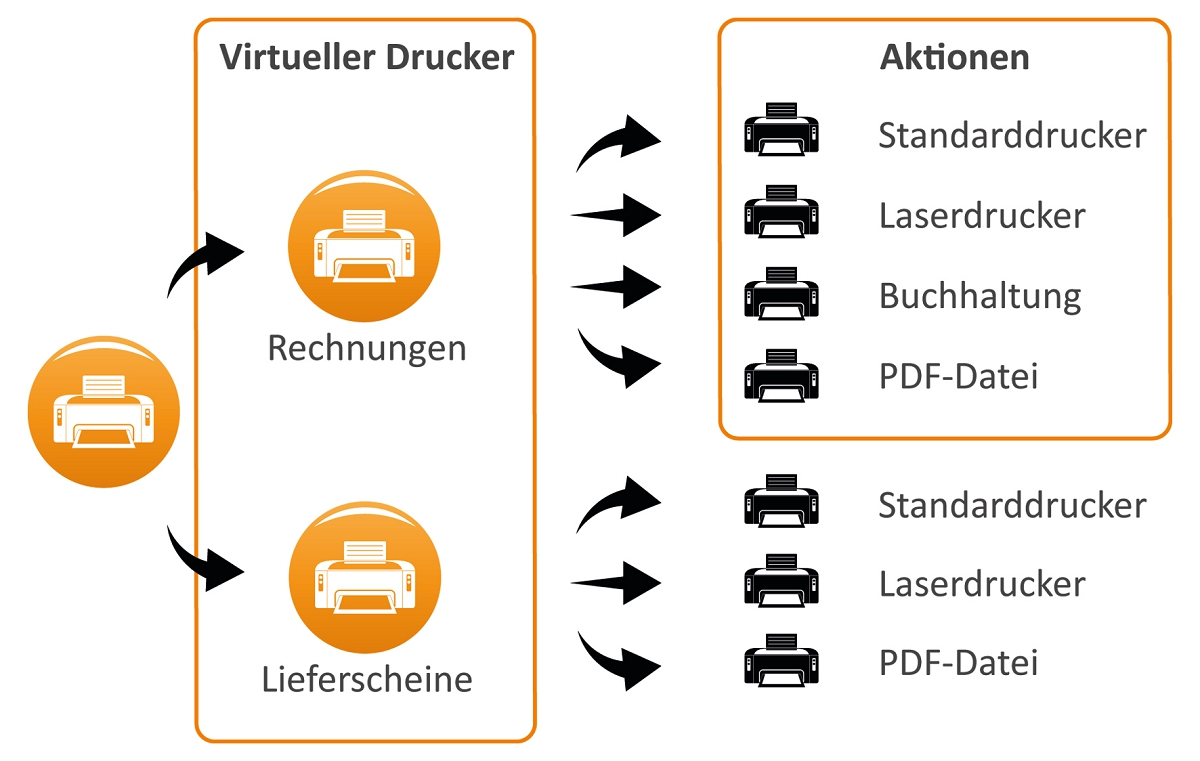 Virtueller Drucker
Rechnungen
Lieferscheine
Aktionen
Standarddrucker
Laserdrucker
Buchhaltung
PDF-Datei
Standarddrucker
Laserdrucker
PDF-Datei